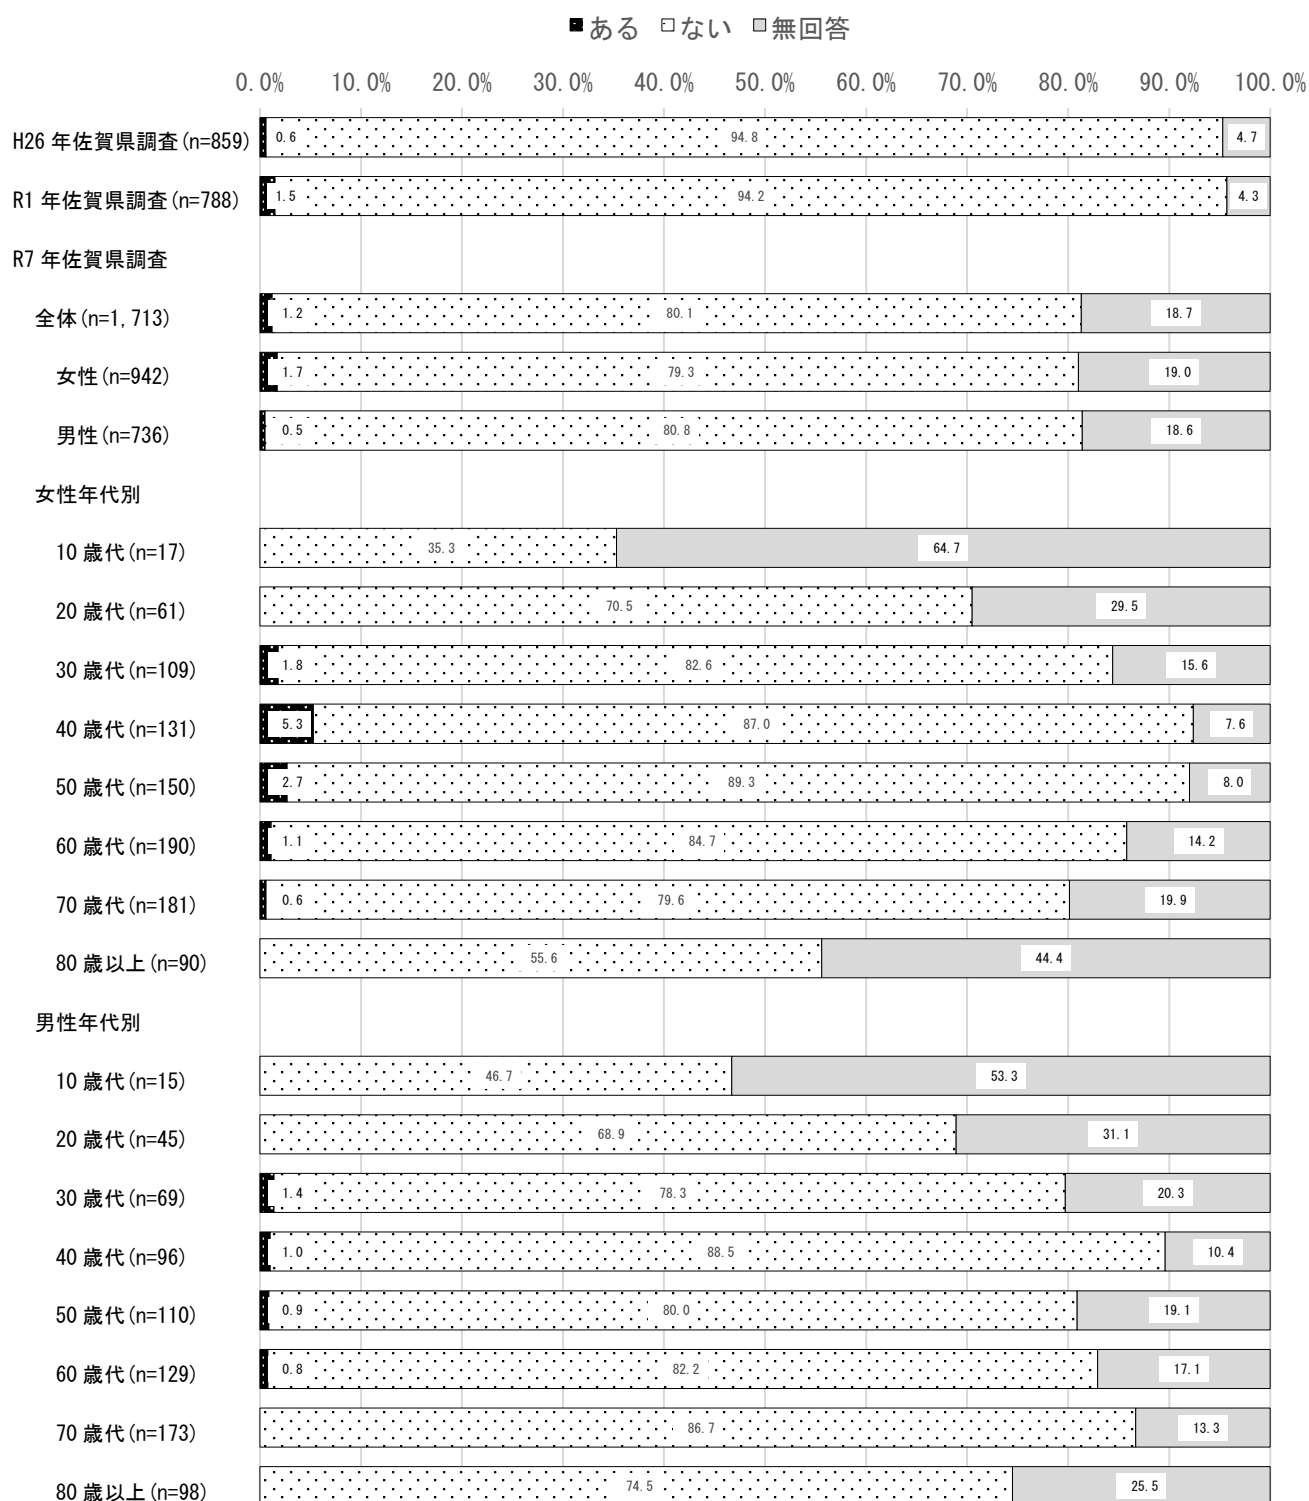 ■ある □ない ■無回答
0.0% 10.0% 20.0% 30.0% 40.0% 50.0% 60.0% 70.0% 80.0% 90.0% 100.0%
H26 年佐賀県調査(n=859) 0.6 94.8 4.7
R1 年佐賀県調査(n=788) 1.5 94.2 4.3
R7 年佐賀県調査
全体(n=1,713) 1.2 80.1 18.7
女性(n=942) 1.7 79.3 19.0
男性(n=736) 0.5 80.8 18.6
女性年代別
10 歳代(n=17) 35.3 64.7
20 歳代(n=61) 70.5 29.5
30 歳代(n=109) 1.8 82.6 15.6
40 歳代(n=131) 5.3 87.0 7.6
50 歳代(n=150) 2.7 89.3 8.0
60 歳代(n=190) 1.1 84.7 14.2
70 歳代(n=181) 0.6 79.6 19.9
80 歳以上(n=90) 55.6 44.4
男性年代別
10 歳代(n=15) 46.7 53.3
20 歳代(n=45) 68.9 31.1
30 歳代(n=69) 1.4 78.3 20.3
40 歳代(n=96) 1.0 88.5 10.4
50 歳代(n=110) 0.9 80.0 19.1
60 歳代(n=129) 0.8 82.2 17.1
70 歳代(n=173) 86.7 13.3
80 歳以上(n=98) 74.5 25.5